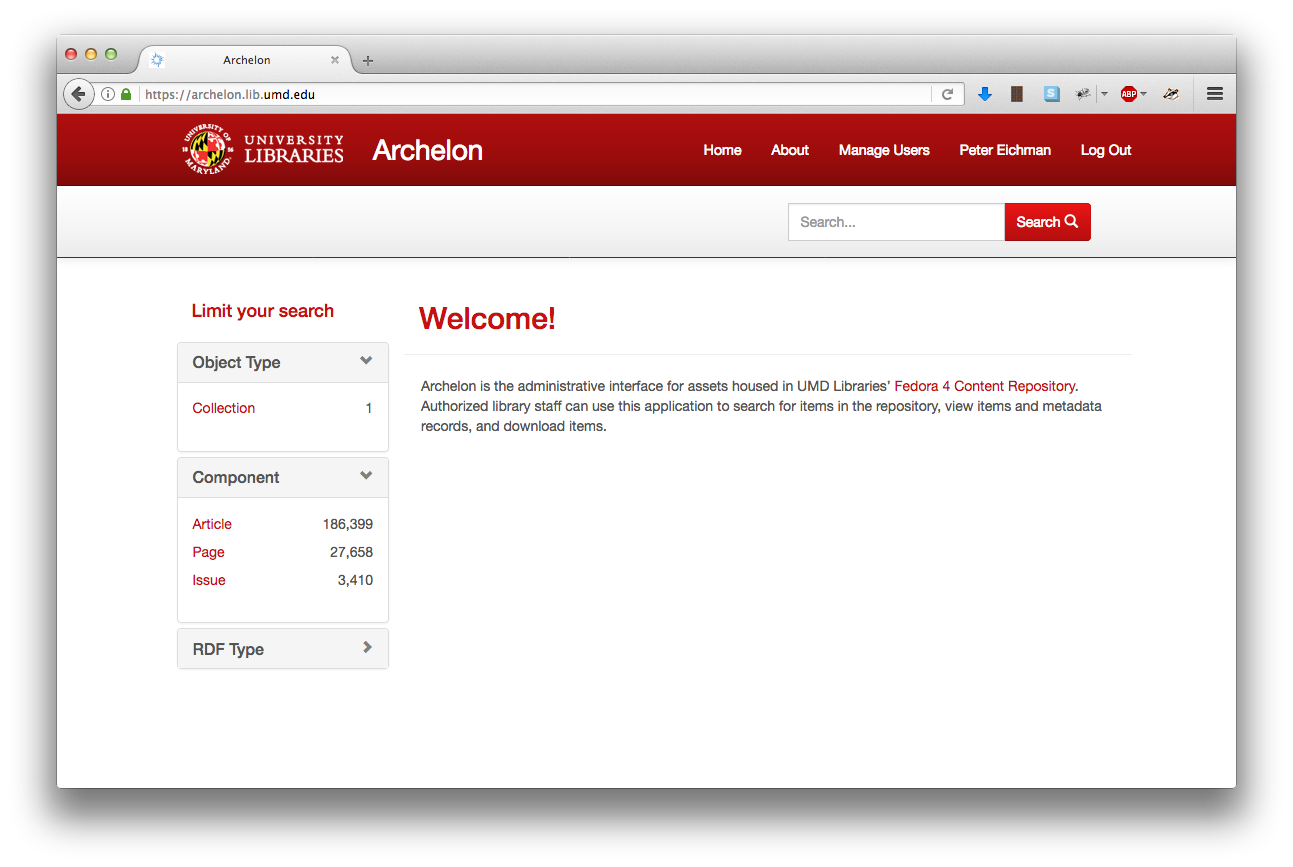 Archelon
https://archelon.lib.umd.edu
S
ABP
UNIVERSITY OF
18 56
MARYLAND
UNIVERSITY
LIBRARIES
Archelon
Home About Manage Users Peter Eichman Log Out
Search...
Search
Limit your search
Object Type
Collection 1
Component
Article 186,399
Page 27,658
Issue 3,410
RDF Type
Welcome!
Archelon is the administrative interface for assets housed in UMD Libraries’ Fedora 4 Content Repository.
Authorized library staff can use this application to search for items in the repository, view items and metadata
records, and download items.